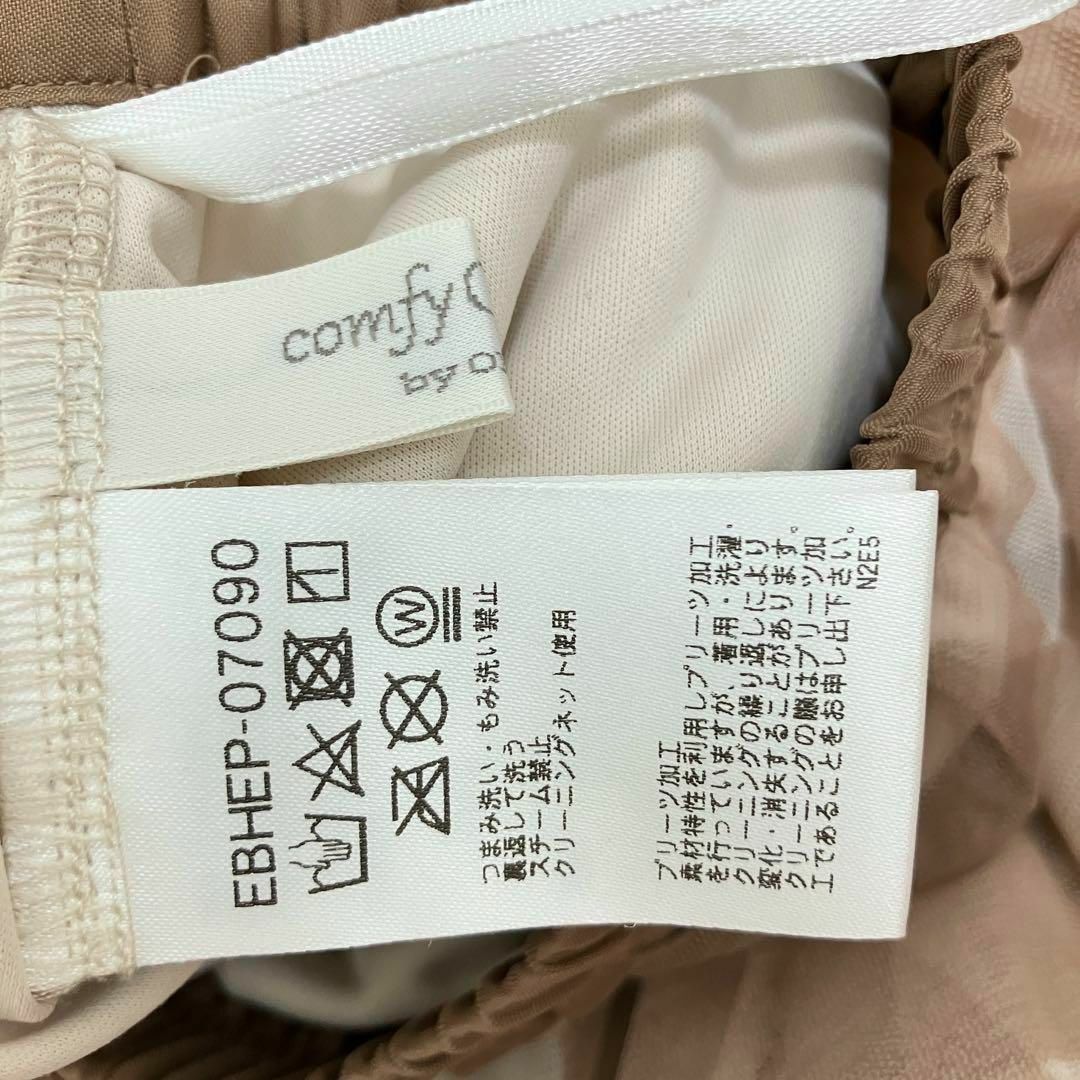 comfy
by
EBHEP-07090
W
つまみ洗い・もみ洗い禁止
裏返して洗う
スチーム禁止
クリーニングネット使用
プリーツ加工
素材特性を利用しプリーツ加工
を行っていますが、着用・洗濯・
クリーニングの繰り返しにより
変化・消失することがあります。
クリーニングの際はプリーツ加
工であることをお申し出下さい。
N2E5